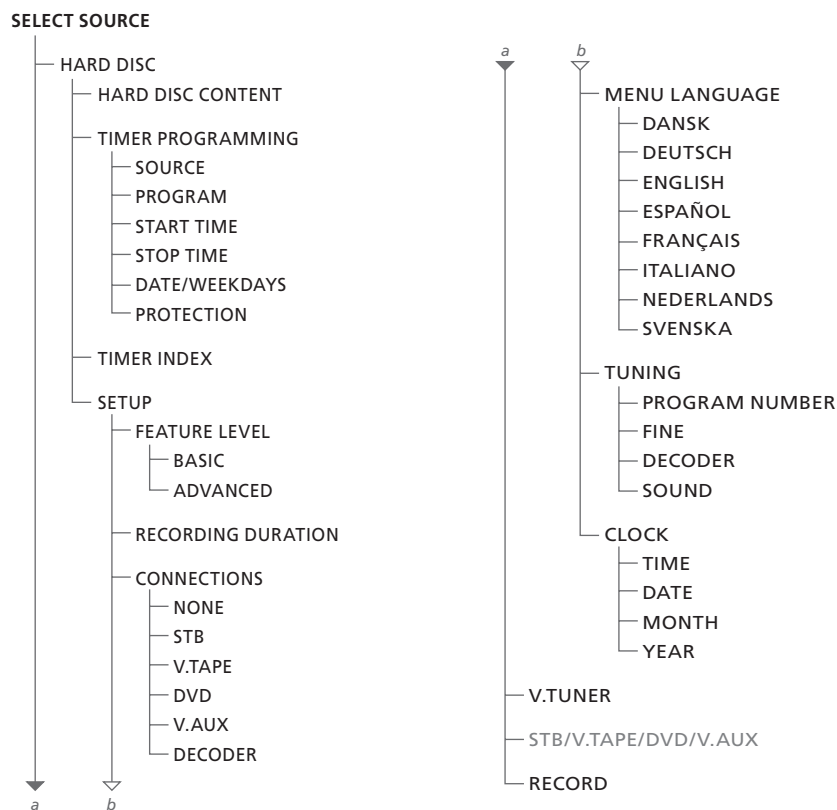 SELECT SOURCE
HARD DISC
HARD DISC CONTENT
TIMER PROGRAMMING
SOURCE
PROGRAM
START TIME
STOP TIME
DATE/WEEKDAYS
PROTECTION
TIMER INDEX
SETUP
FEATURE LEVEL
BASIC
ADVANCED
RECORDING DURATION
CONNECTIONS
NONE
STB
V.TAPE
DVD
V.AUX
DECODER
a b
a b
MENU LANGUAGE
DANSK
DEUTSCH
ENGLISH
ESPAÑOL
FRANÇAIS
ITALIANO
NEDERLANDS
SVENSKA
TUNING
PROGRAM NUMBER
FINE
DECODER
SOUND
CLOCK
TIME
DATE
MONTH
YEAR
V.TUNER
STB/V.TAPE/DVD/V.AUX
RECORD